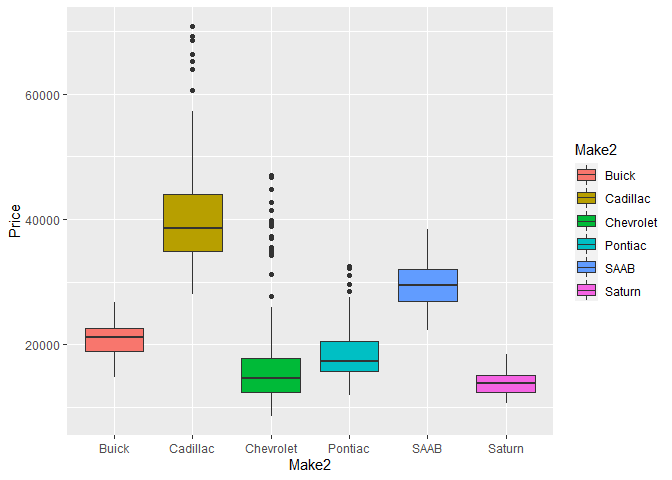 Price
60000
40000
20000
Buick
Cadillac
Chevrolet
Pontiac
SAAB
Saturn
Make2
Make2
Buick
Cadillac
Chevrolet
Pontiac
SAAB
Saturn